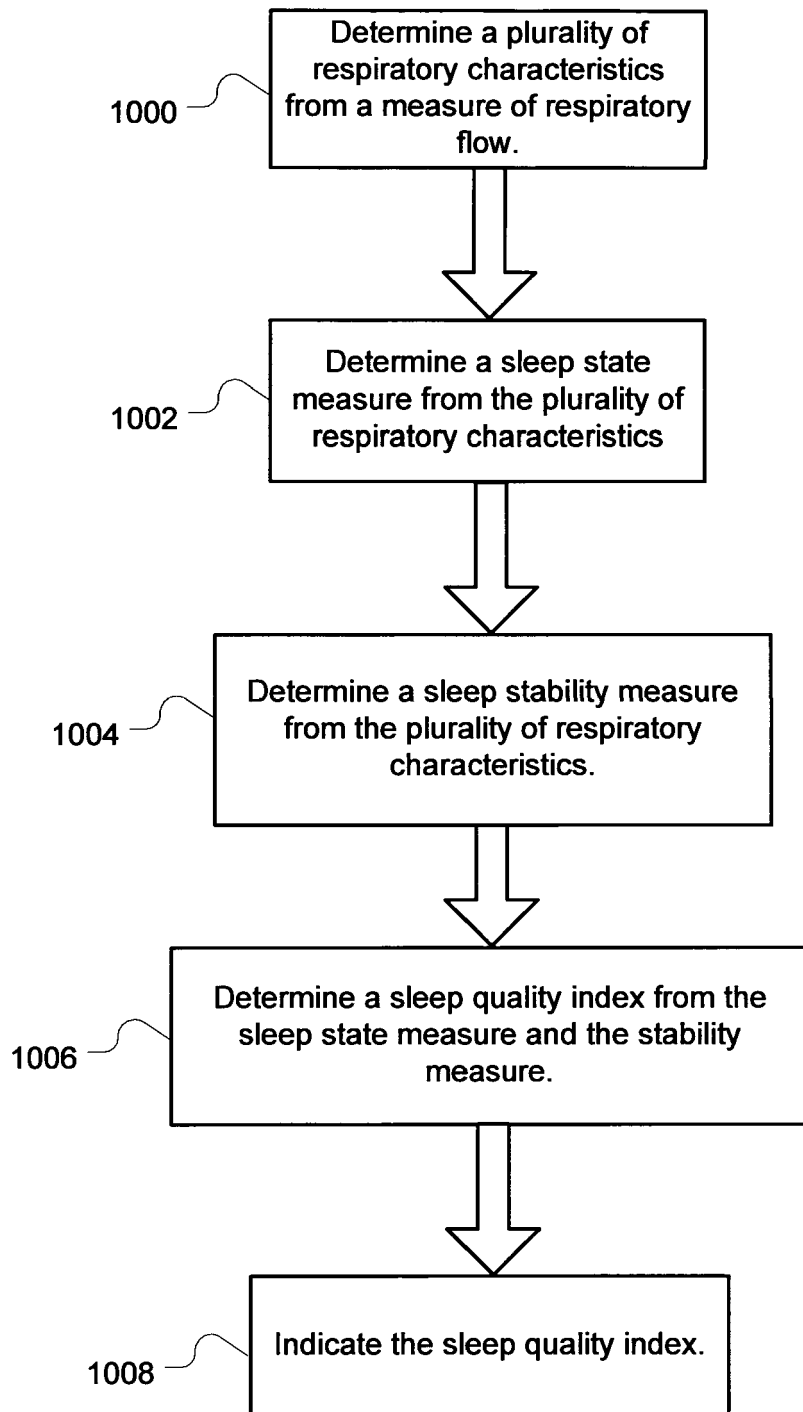 Determine a plurality of
respiratory characteristics
from a measure of respiratory
flow.
1000
Determine a sleep state
measure from the plurality of
respiratory characteristics
1002
Determine a sleep stability measure
from the plurality of respiratory
characteristics.
1004
Determine a sleep quality index from the
sleep state measure and the stability
measure.
1006
Indicate the sleep quality index.
1008